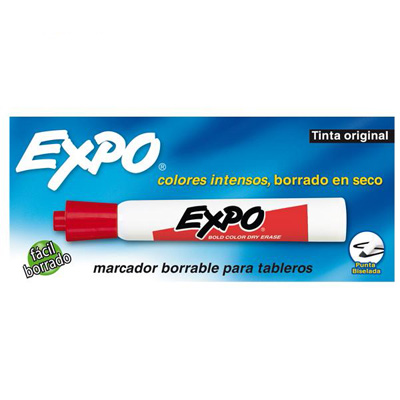 Tinta original
EXPO
colores intensos, borrado en seco
EXPO
BOLD COLOR DRY ERASE
fácil
borrado
marcador borrable para tableros
Punta
Biselada